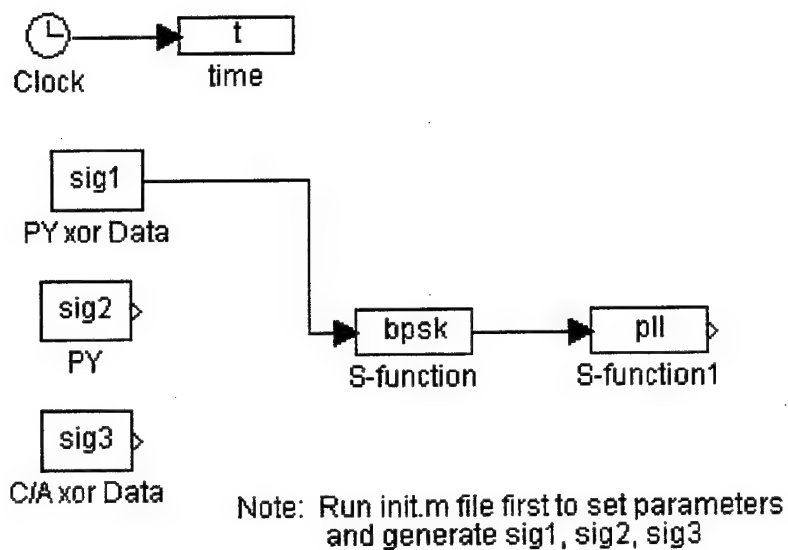 t
Clock
time
sig1
PY xor Data
sig2
PY
bpsk
pll
S-function
S-function1
sig3
C/A xor Data
Note: Run init.m file first to set parameters
and generate sig1, sig2, sig3